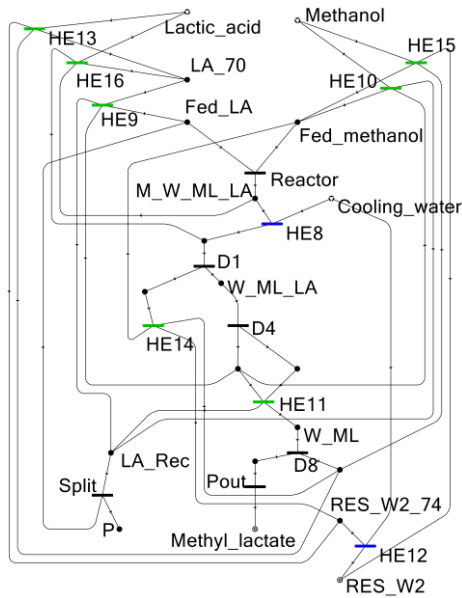 Lactic_acid
Methanol
HE13
HE15
HE16
LA_70
HE10
HE9
Fed_LA
Fed_methanol
Reactor
M_W_ML_LA
Cooling_water
HE8
D1
W_ML_LA
D4
HE14
HE11
W_ML
LA_Rec
D8
Split
Pout
RES_W2_74
P
Methyl_lactate
HE12
RES_W2